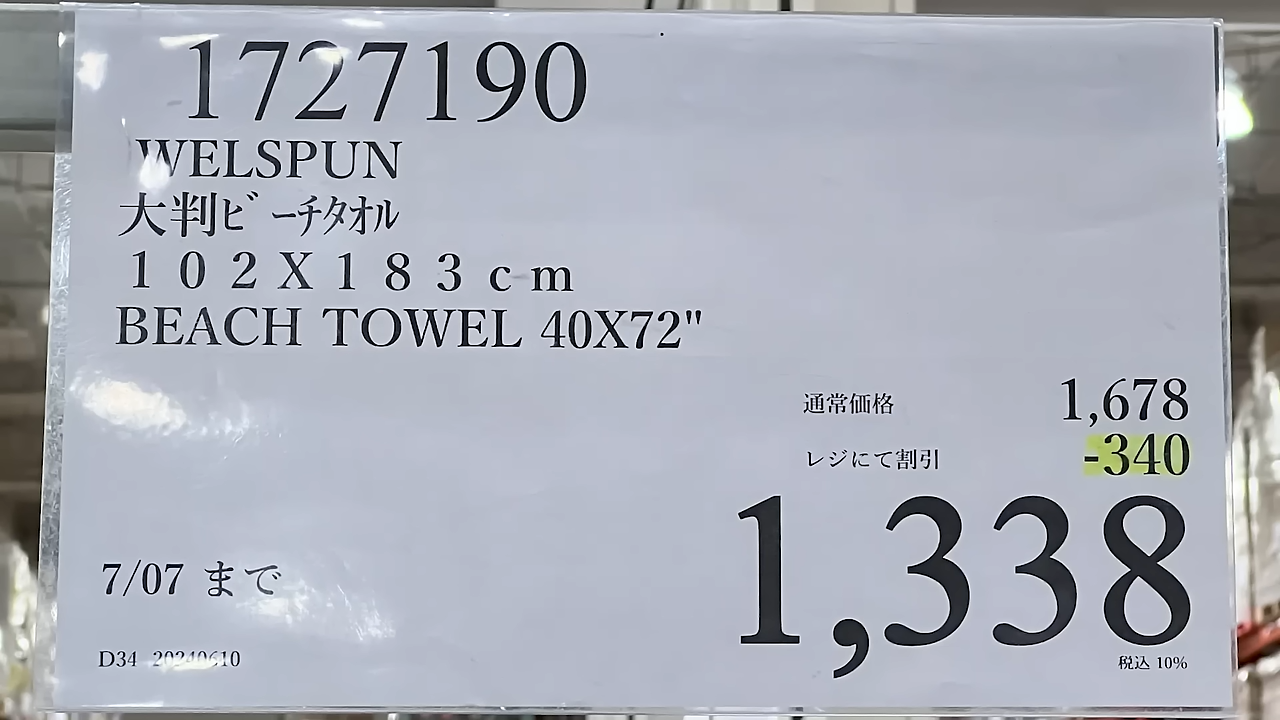 1727190
WELSPUN
大判ﾋﾞｰﾁﾀｵﾙ
１０２X１８３ｃｍ
BEACH TOWEL 40X72"
通常価格 1,678
レジにて割引 -340
1,338
7/07 まで
D34 20240610
税込 10%